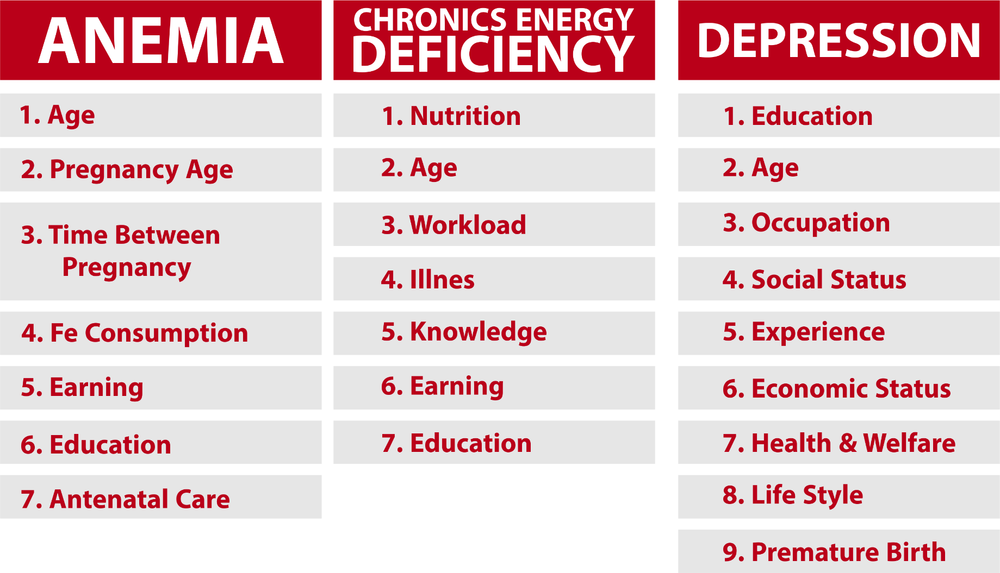 ANEMIA
1. Age
2. Pregnancy Age
3. Time Between
Pregnancy
4. Fe Consumption
5. Earning
6. Education
7. Antenatal Care
CHRONICS ENERGY
DEFICIENCY
1. Nutrition
2. Age
3. Workload
4. Illnes
5. Knowledge
6. Earning
7. Education
DEPRESSION
1. Education
2. Age
3. Occupation
4. Social Status
5. Experience
6. Economic Status
7. Health & Welfare
8. Life Style
9. Premature Birth